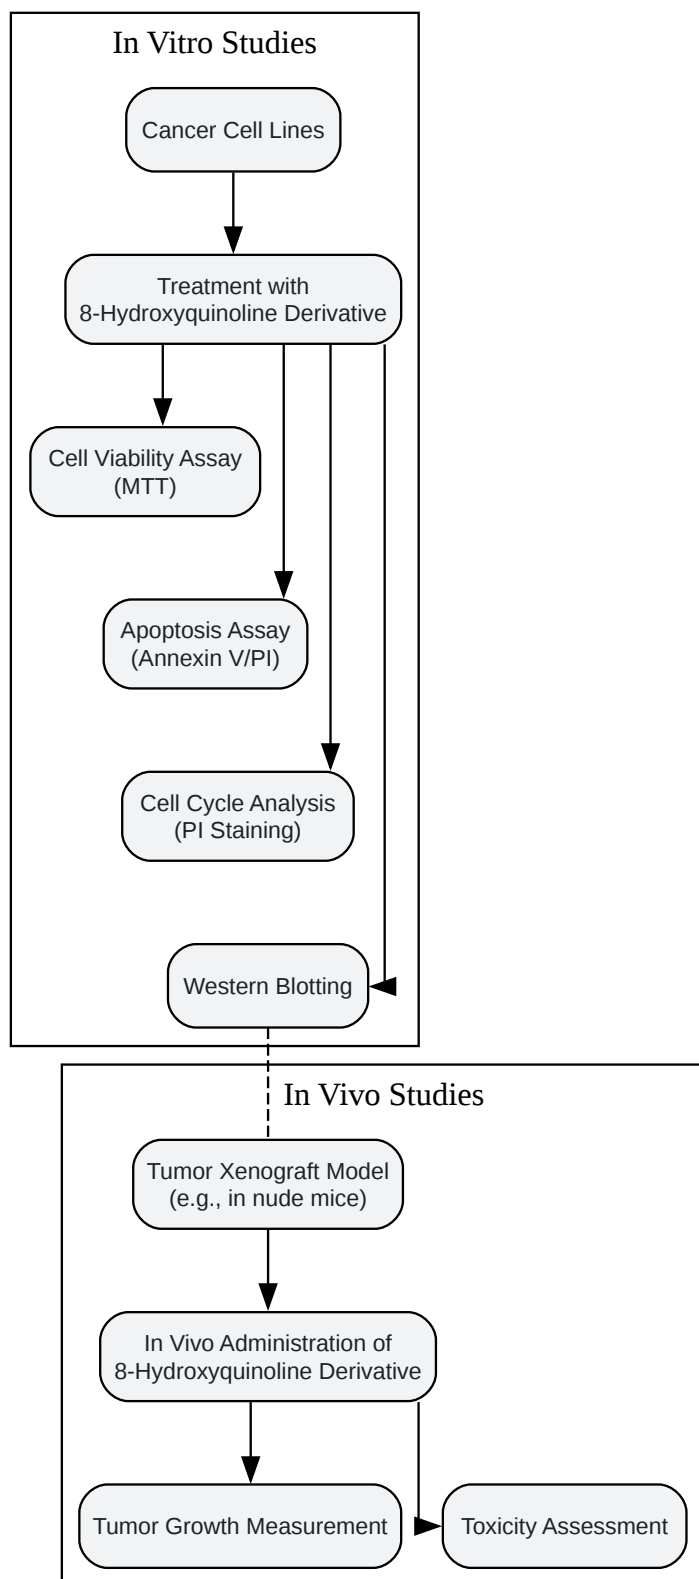 In Vitro Studies
Cancer Cell Lines
Treatment with
8-Hydroxyquinoline Derivative
Cell Viability Assay
(MTT)
Apoptosis Assay
(Annexin V/PI)
Cell Cycle Analysis
(PI Staining)
Western Blotting
In Vivo Studies
Tumor Xenograft Model
(e.g., in nude mice)
In Vivo Administration of
8-Hydroxyquinoline Derivative
Tumor Growth Measurement
Toxicity Assessment